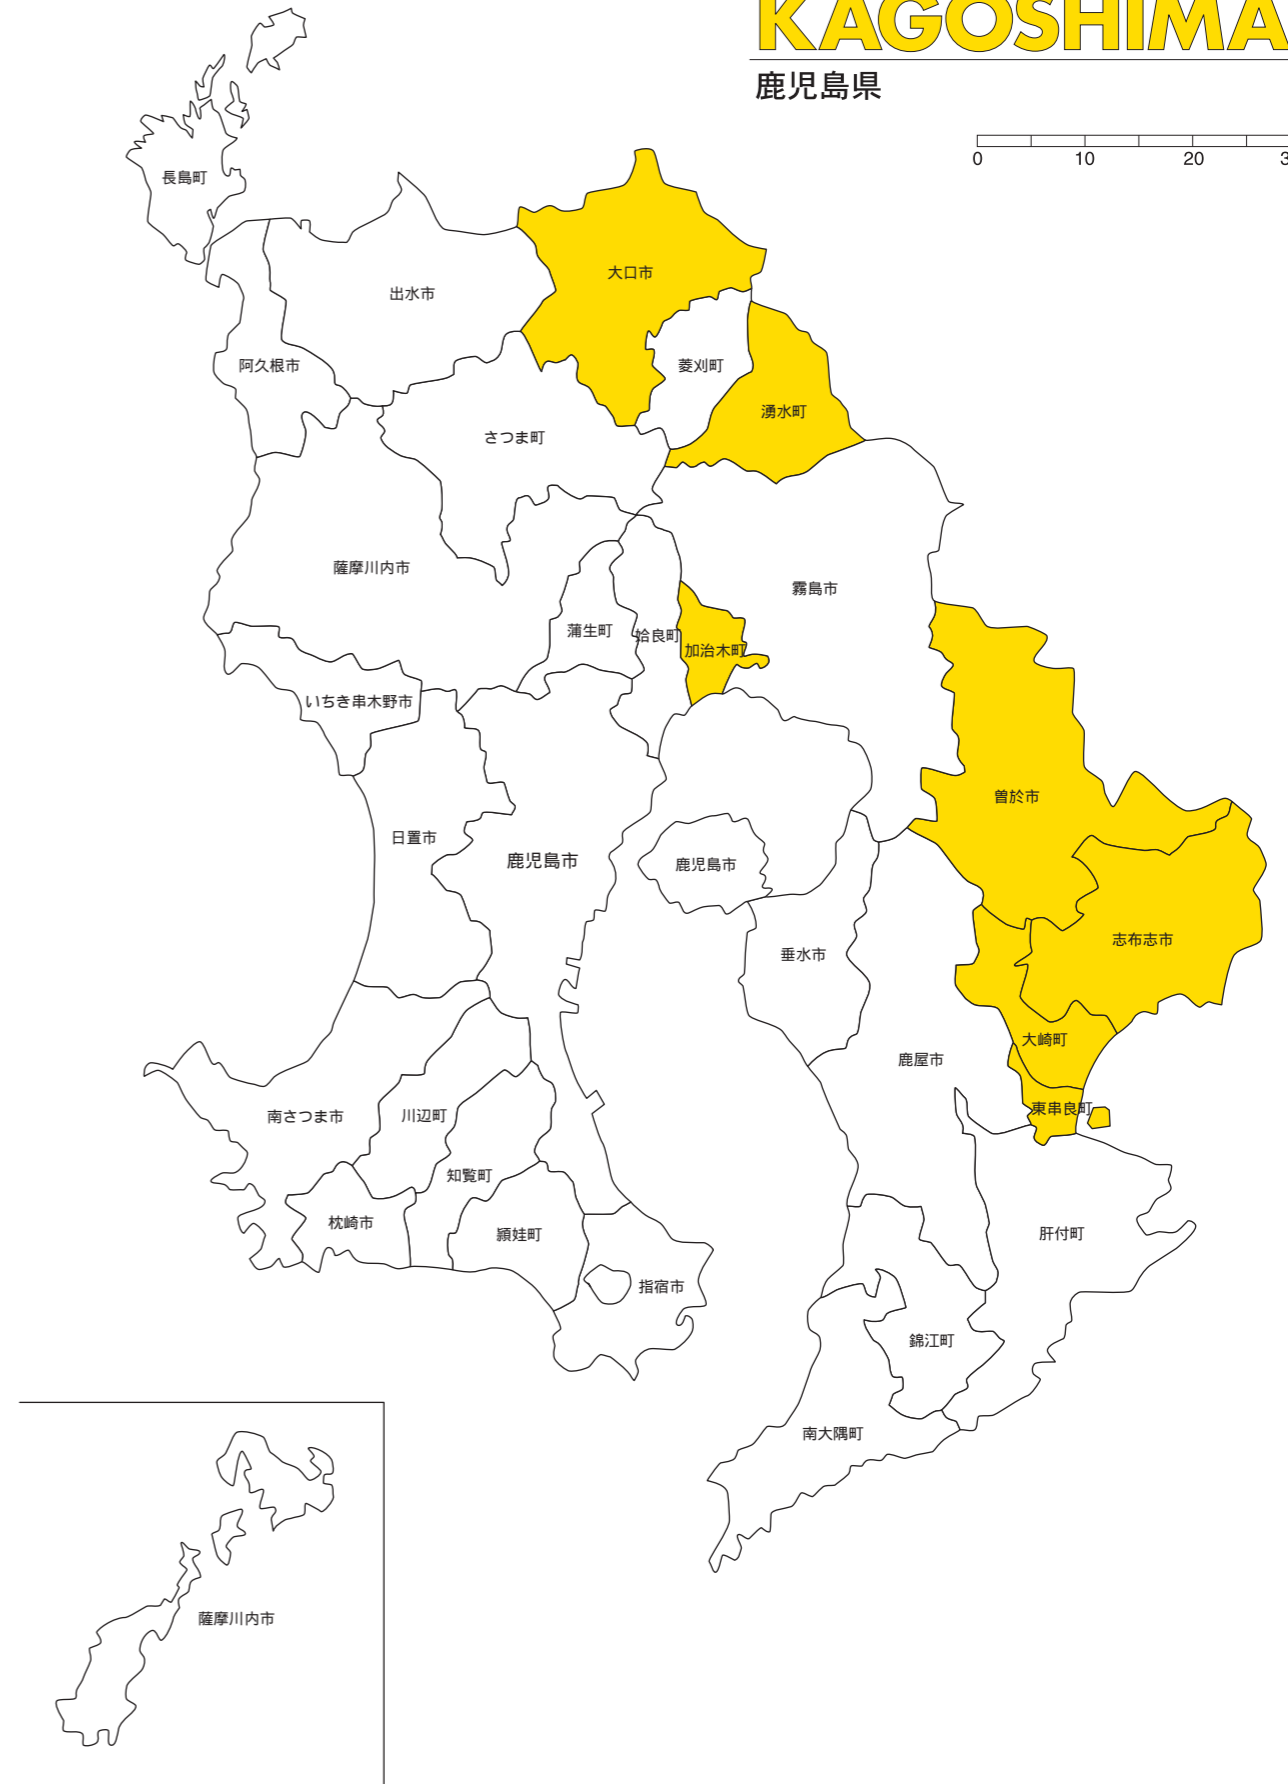 KAGOSHIMA
鹿児島県
0 10 20
長島町
大口市
出水市
阿久根市
菱刈町
湧水町
さつま町
薩摩川内市
霧島市
蒲生町
姶良町
加治木町
いちき串木野市
曽於市
日置市
鹿児島市
鹿児島市
志布志市
垂水市
大崎町
鹿屋市
東串良町
南さつま市
川辺町
知覧町
枕崎市
頴娃町
肝付町
指宿市
錦江町
南大隅町
薩摩川内市